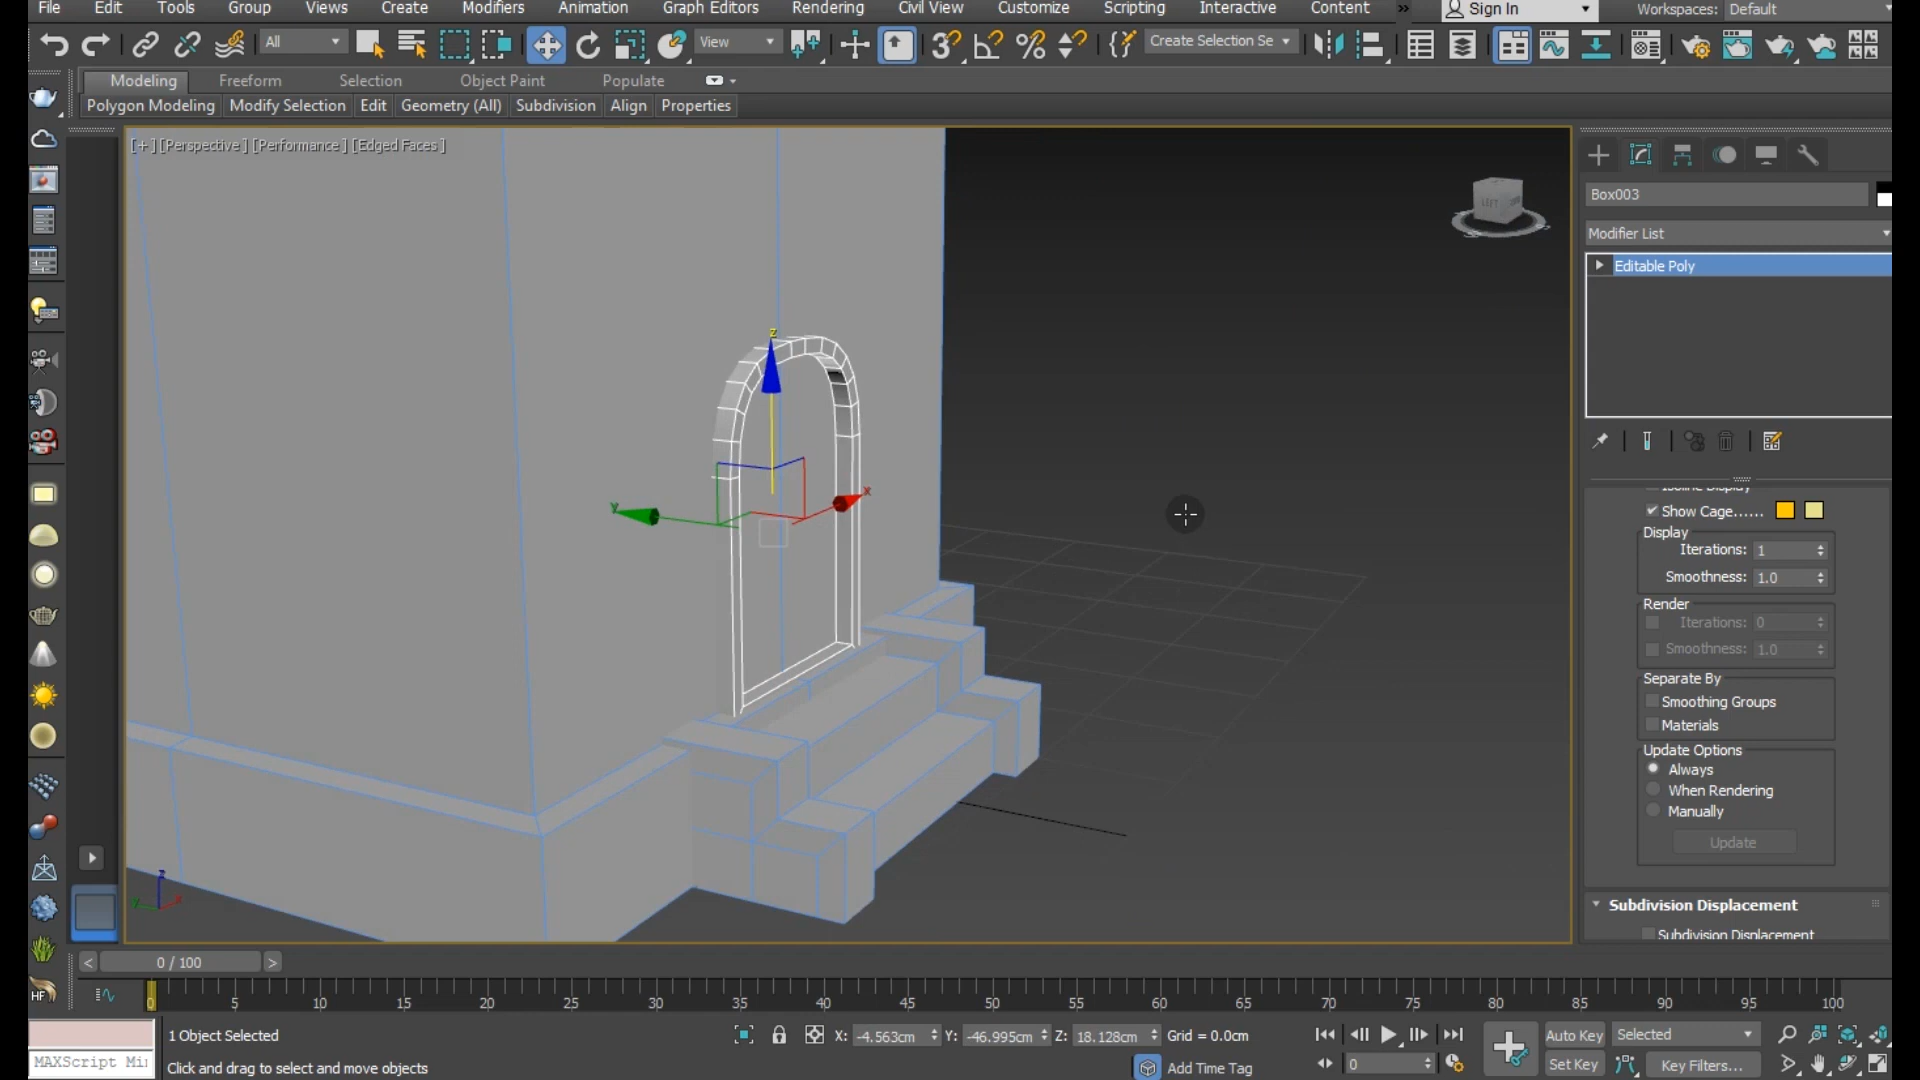 File Edit Tools Group Views Create Modifiers Animation Graph Editors Rendering Civil View Customize Scripting Interactive Content » Sign In Workspaces: Default
All View Create Selection Se
Modeling Freeform Selection Object Paint Populate
Polygon Modeling Modify Selection Edit Geometry (All) Subdivision Align Properties
[+] [Perspective] [Performance] [Edged Faces]
Box003
Modifier List
Editable Poly
z
y
x
Isoline Display
Show Cage......
Display
Iterations: 1
Smoothness: 1.0
Render
Iterations: 0
Smoothness: 1.0
Separate By
Smoothing Groups
Materials
Update Options
Always
When Rendering
Manually
Update
Subdivision Displacement
Subdivision Displacement
z
y
x
HF
< 0 / 100 >
0 5 10 15 20 25 30 35 40 45 50 55 60 65 70 75 80 85 90 95 100
1 Object Selected X: -4.563cm Y: -46.995cm Z: 18.128cm Grid = 0.0cm Auto Key Selected
MAXScript Mi Click and drag to select and move objects Add Time Tag 0 Set Key Key Filters...